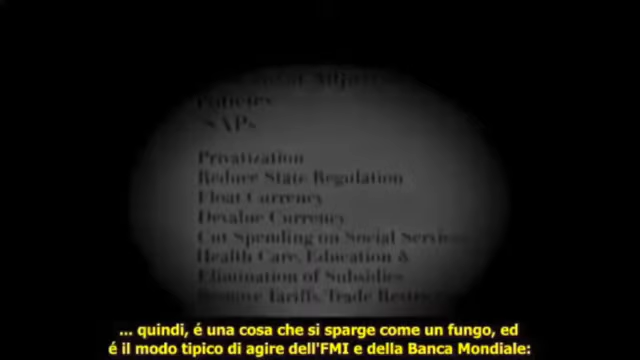 Policies
SAPs
Privatization
Reduce State Regulation
Float Currency
Devalue Currency
Cut Spending on Social Services
Health Care, Education &
Elimination of Subsidies
Remove Tariffs, Trade
... quindi, é una cosa che si sparge come un fungo, ed
é il modo tipico di agire dell'FMI e della Banca Mondiale: